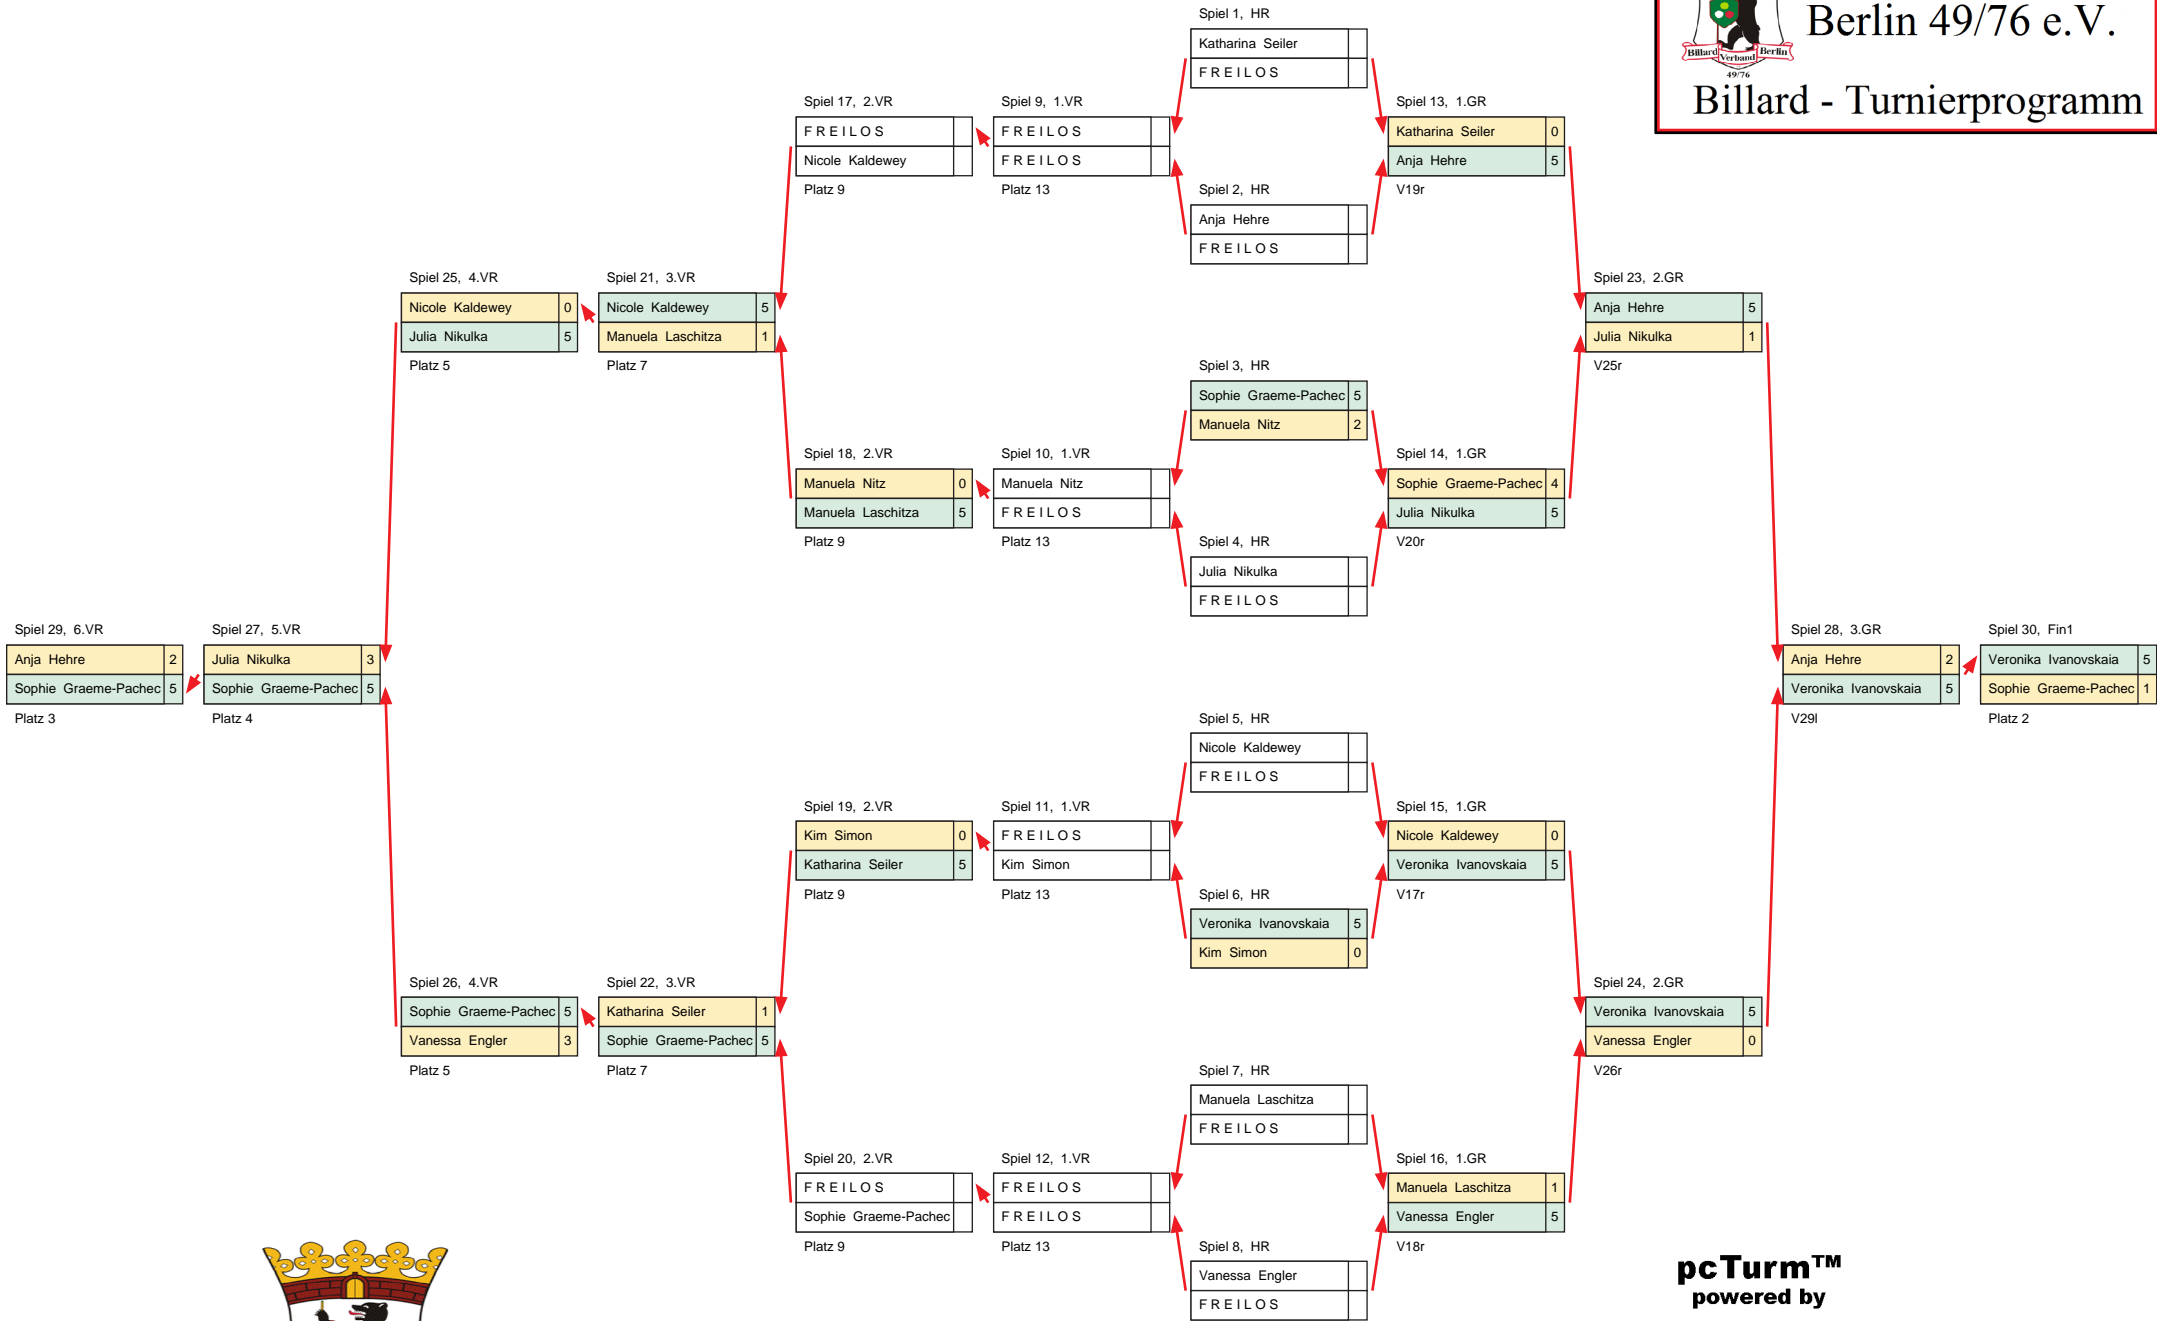 Berlin 49/76 e.V.
Billard Verband Berlin
49/76
Billard - Turnierprogramm
Spiel 1, HR
Katharina Seiler
FREILOS
Spiel 17, 2.VR
FREILOS
Nicole Kaldewey
Platz 9
Spiel 9, 1.VR
FREILOS
FREILOS
Platz 13
Spiel 13, 1.GR
Katharina Seiler 0
Anja Hehre 5
V19r
Spiel 2, HR
Anja Hehre
FREILOS
Spiel 25, 4.VR
Nicole Kaldewey 0
Julia Nikulka 5
Platz 5
Spiel 21, 3.VR
Nicole Kaldewey 5
Manuela Laschitza 1
Platz 7
Spiel 23, 2.GR
Anja Hehre 5
Julia Nikulka 1
V25r
Spiel 3, HR
Sophie Graeme-Pachec 5
Manuela Nitz 2
Spiel 18, 2.VR
Manuela Nitz 0
Manuela Laschitza 5
Platz 9
Spiel 10, 1.VR
Manuela Nitz
FREILOS
Platz 13
Spiel 14, 1.GR
Sophie Graeme-Pachec 4
Julia Nikulka 5
V20r
Spiel 4, HR
Julia Nikulka
FREILOS
Spiel 29, 6.VR
Anja Hehre 2
Sophie Graeme-Pachec 5
Platz 3
Spiel 27, 5.VR
Julia Nikulka 3
Sophie Graeme-Pachec 5
Platz 4
Spiel 28, 3.GR
Anja Hehre 2
Veronika Ivanovskaia 5
V29l
Spiel 30, Fin1
Veronika Ivanovskaia 5
Sophie Graeme-Pachec 1
Platz 2
Spiel 5, HR
Nicole Kaldewey
FREILOS
Spiel 19, 2.VR
Kim Simon 0
Katharina Seiler 5
Platz 9
Spiel 11, 1.VR
FREILOS
Kim Simon
Platz 13
Spiel 15, 1.GR
Nicole Kaldewey 0
Veronika Ivanovskaia 5
V17r
Spiel 6, HR
Veronika Ivanovskaia 5
Kim Simon 0
Spiel 26, 4.VR
Sophie Graeme-Pachec 5
Vanessa Engler 3
Platz 5
Spiel 22, 3.VR
Katharina Seiler 1
Sophie Graeme-Pachec 5
Platz 7
Spiel 24, 2.GR
Veronika Ivanovskaia 5
Vanessa Engler 0
V26r
Spiel 7, HR
Manuela Laschitza
FREILOS
Spiel 20, 2.VR
FREILOS
Sophie Graeme-Pachec
Platz 9
Spiel 12, 1.VR
FREILOS
FREILOS
Platz 13
Spiel 16, 1.GR
Manuela Laschitza 1
Vanessa Engler 5
V18r
Spiel 8, HR
Vanessa Engler
FREILOS
pcTurm™
powered by